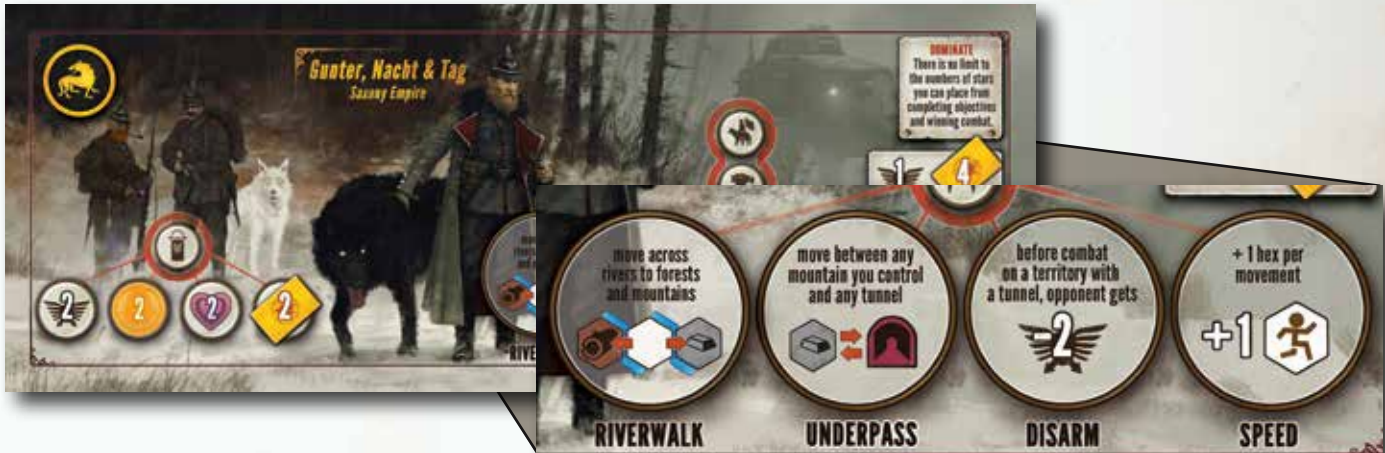 Gunter, Nacht & Tag
Saxony Empire
DOMINATE
There is no limit to
the numbers of stars
you can place from
completing objectives
and winning combat.
1
4
2
2
2
2
move across
rivers to forests
and mountains
RIVERWALK
move between any
mountain you control
and any tunnel
UNDERPASS
before combat
on a territory with
a tunnel, opponent gets
-2
DISARM
+ 1 hex per
movement
+1
SPEED